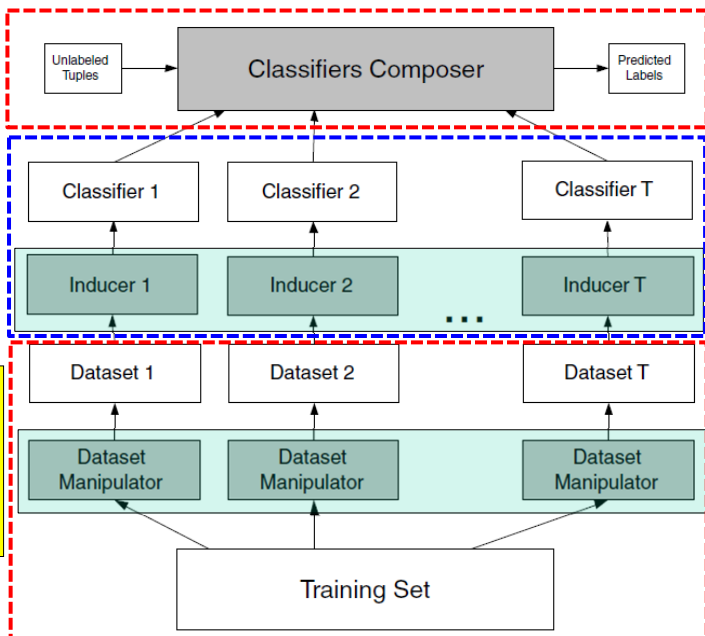 Unlabeled
Tuples
Classifiers Composer
Predicted
Labels
Classifier 1
Classifier 2
Classifier T
Inducer 1
Inducer 2
...
Inducer T
Dataset 1
Dataset 2
Dataset T
Dataset
Manipulator
Dataset
Manipulator
Dataset
Manipulator
Training Set